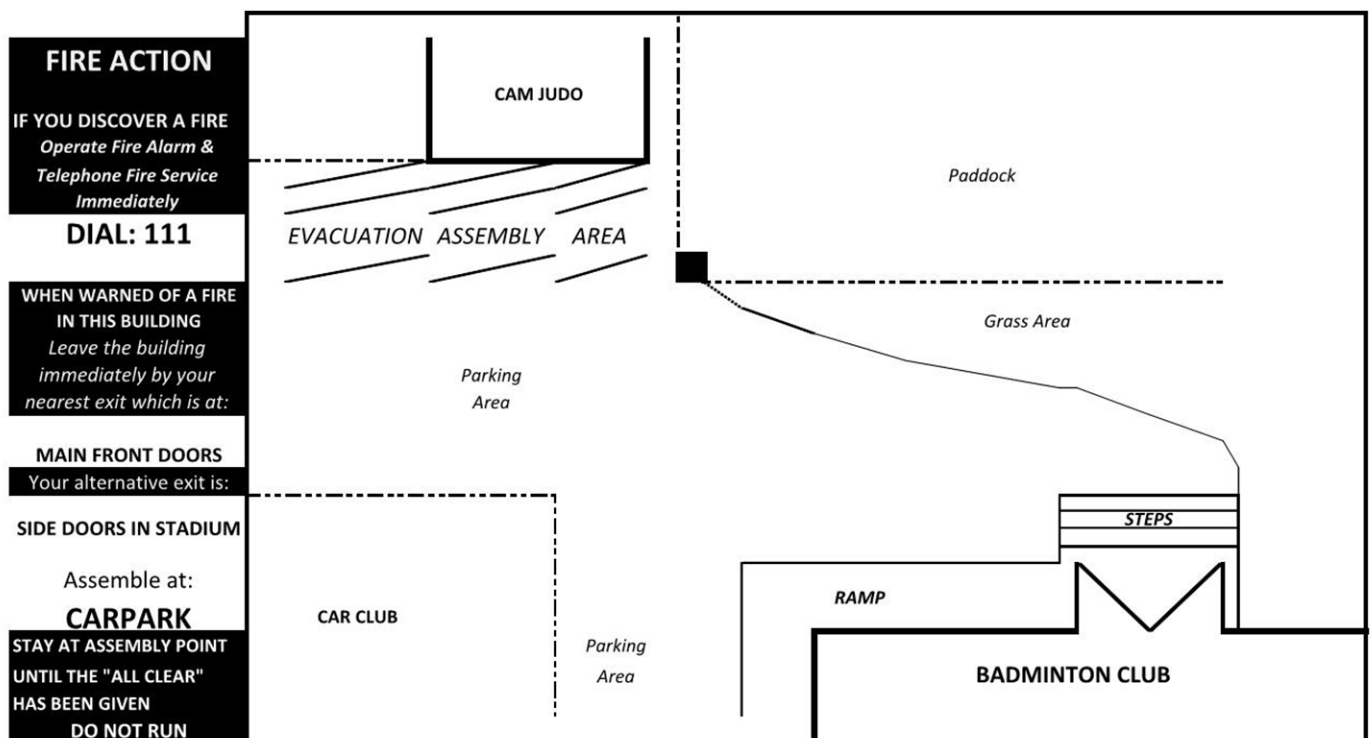 FIRE ACTION
IF YOU DISCOVER A FIRE
Operate Fire Alarm &
Telephone Fire Service
Immediately
DIAL: 111
WHEN WARNED OF A FIRE
IN THIS BUILDING
Leave the building
immediately by your
nearest exit which is at:
MAIN FRONT DOORS
Your alternative exit is:
SIDE DOORS IN STADIUM
Assemble at:
CARPARK
STAY AT ASSEMBLY POINT
UNTIL THE "ALL CLEAR"
HAS BEEN GIVEN
DO NOT RUN
CAM JUDO
Paddock
EVACUATION ASSEMBLY AREA
Grass Area
Parking
Area
STEPS
RAMP
CAR CLUB
Parking
Area
BADMINTON CLUB